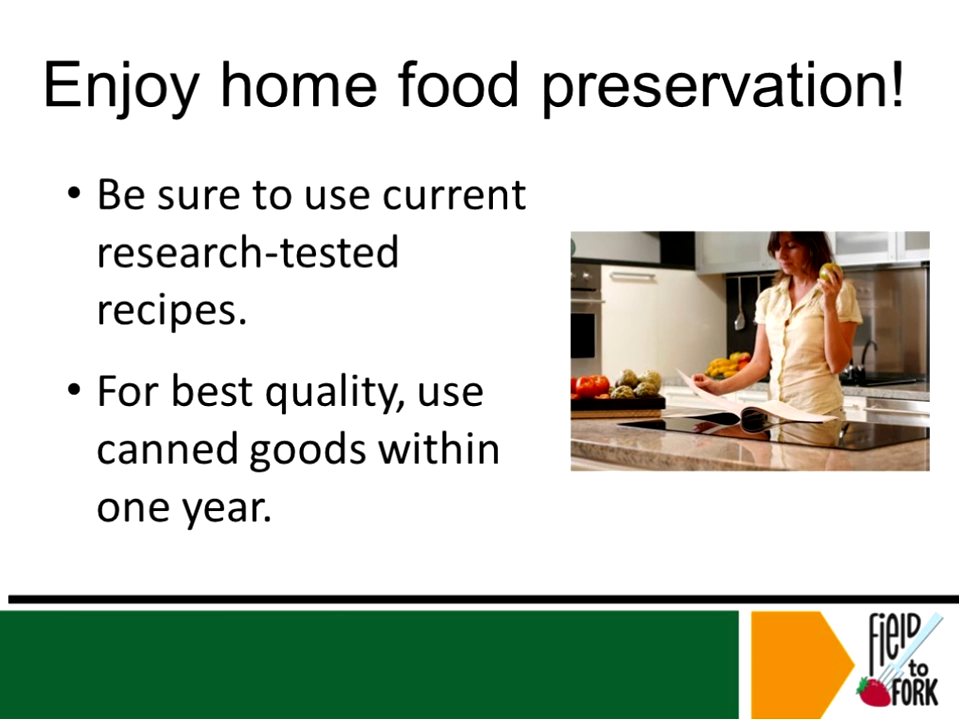 Enjoy home food preservation!
• Be sure to use current
research-tested
recipes.
• For best quality, use
canned goods within
one year.
field
to
FORK